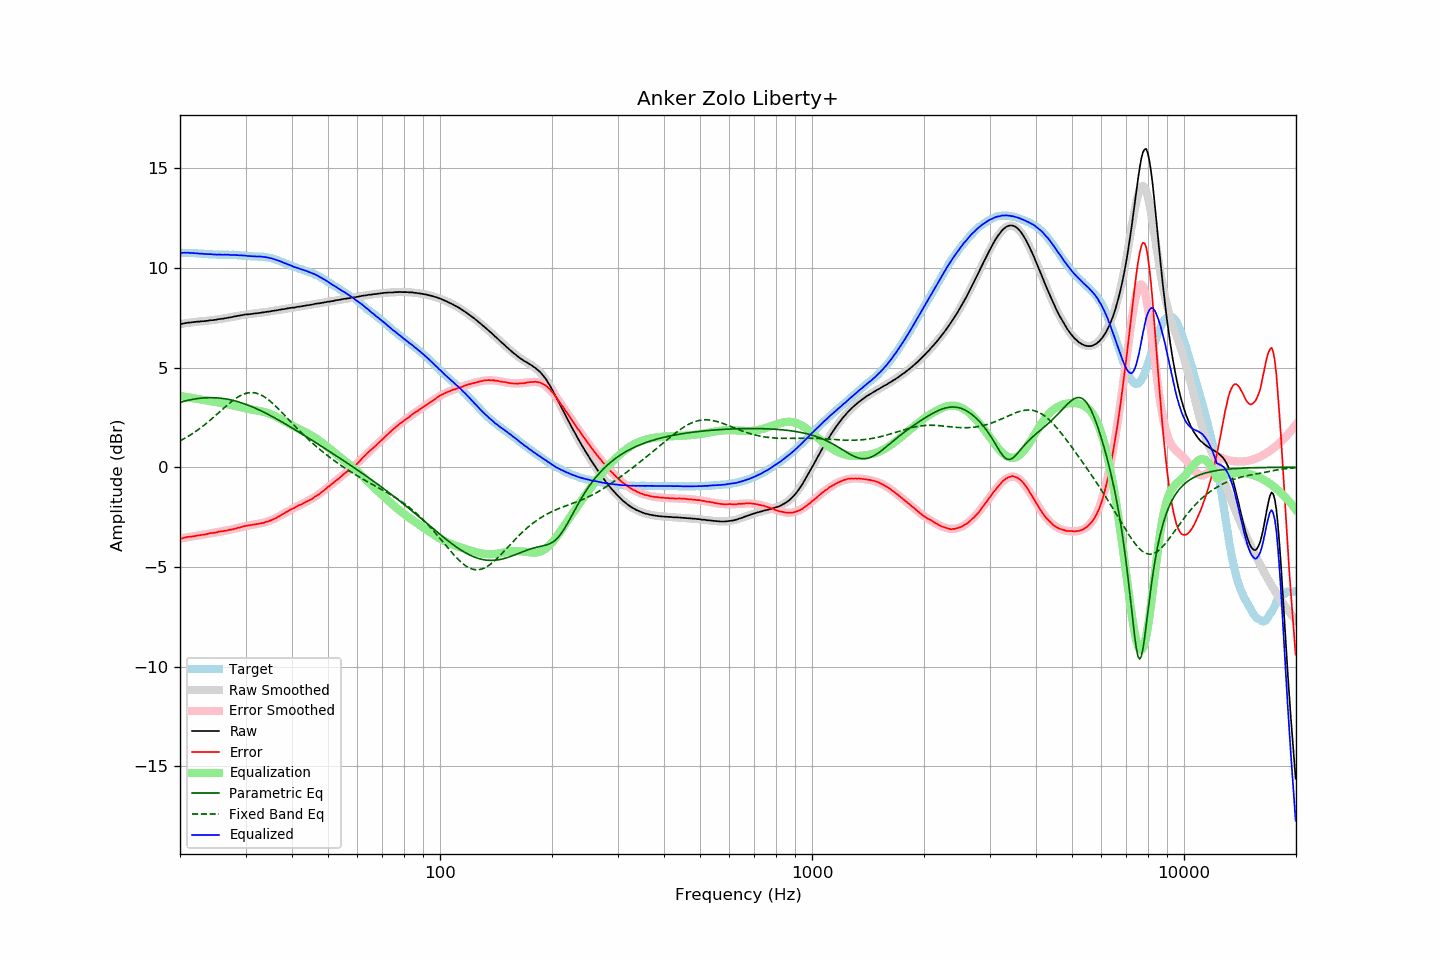 Anker Zolo Liberty+
Amplitude (dBr)
15
10
5
0
−5
−10
−15
Target
Raw Smoothed
Error Smoothed
Raw
Error
Equalization
Parametric Eq
Fixed Band Eq
Equalized
100
1000
10000
Frequency (Hz)